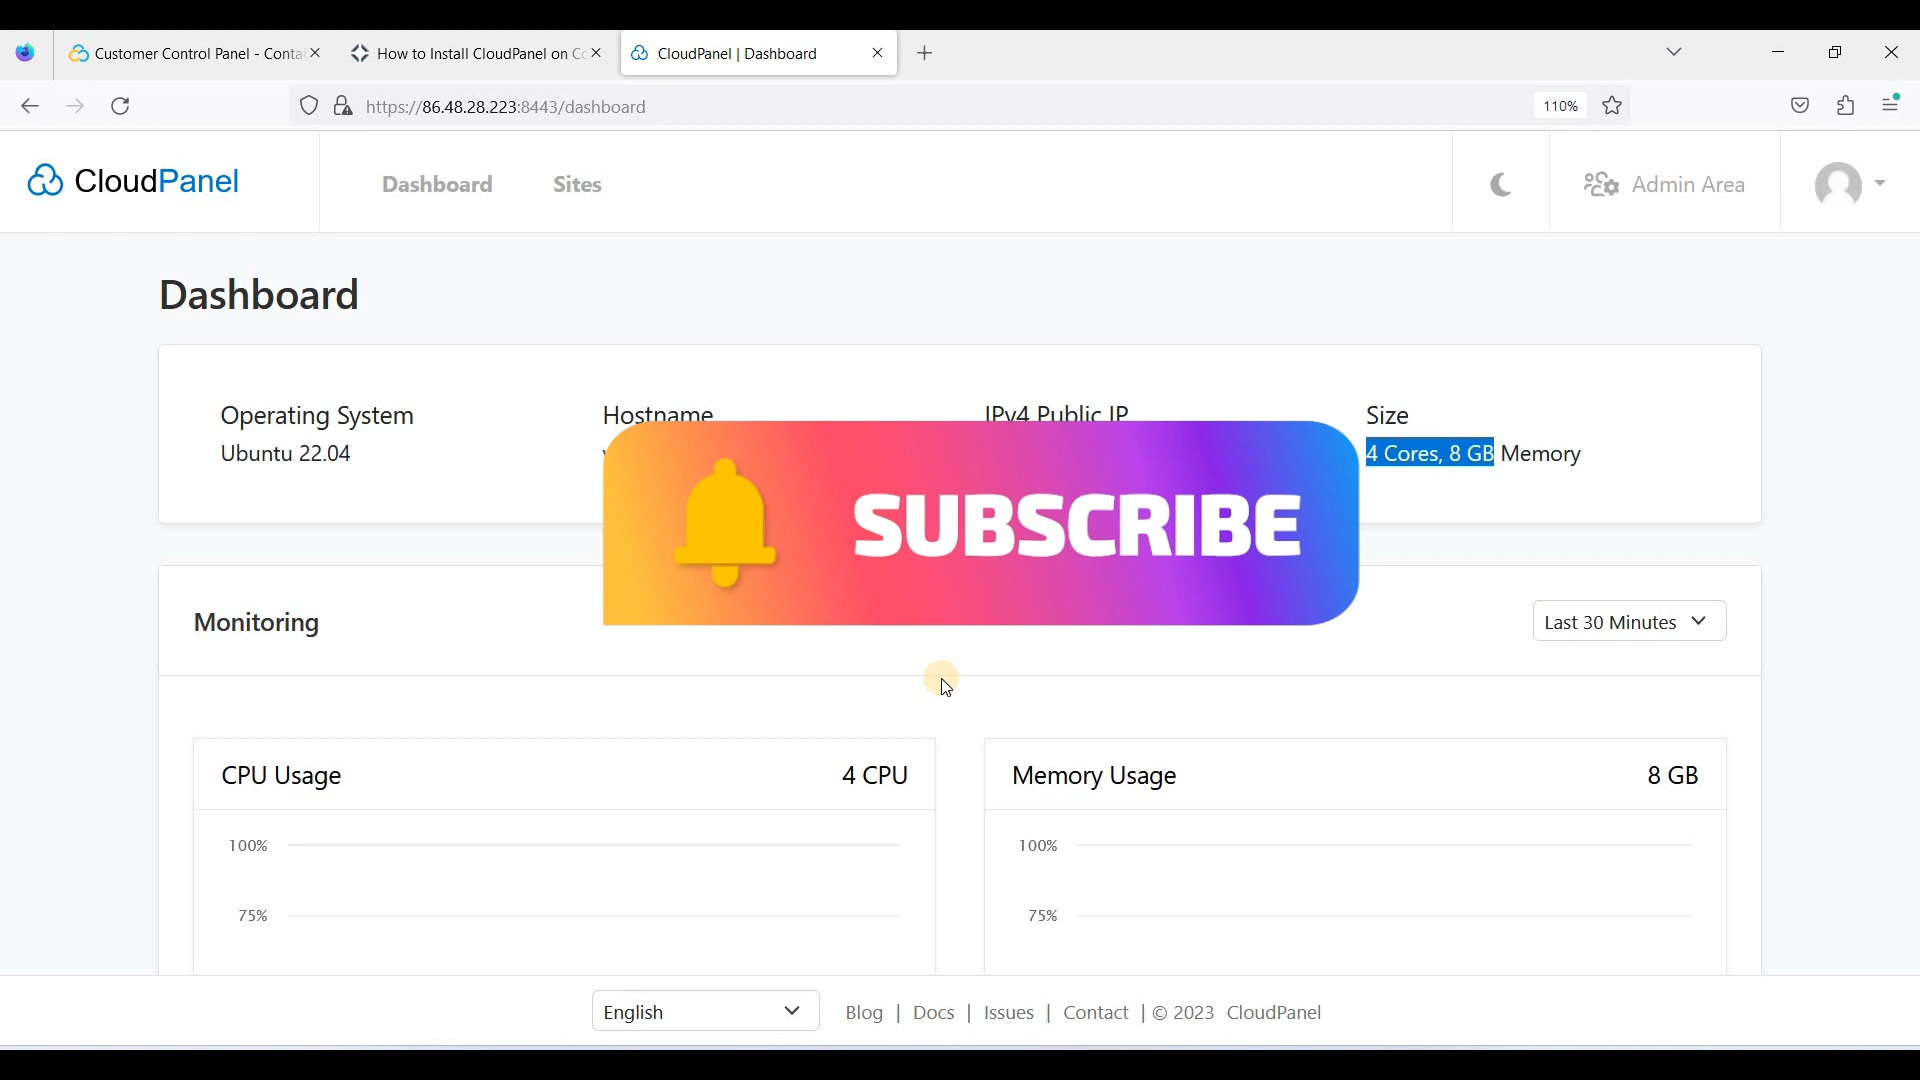 Customer Control Panel - Conta
How to Install CloudPanel on Co
CloudPanel | Dashboard
https://86.48.28.223:8443/dashboard
110%
CloudPanel
Dashboard
Sites
Admin Area
Dashboard
Operating System
Hostname
IPv4 Public IP
Size
Ubuntu 22.04
4 Cores, 8 GB Memory
SUBSCRIBE
Monitoring
Last 30 Minutes
CPU Usage
4 CPU
Memory Usage
8 GB
100%
100%
75%
75%
English
Blog | Docs | Issues | Contact | © 2023 CloudPanel